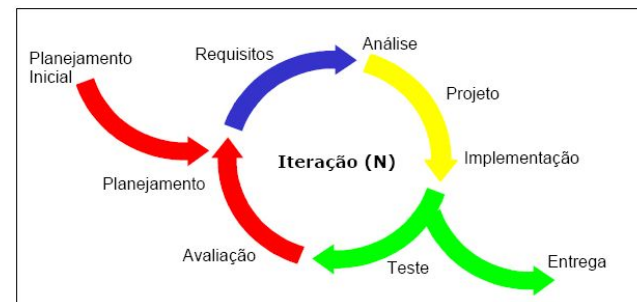 Planejamento
Inicial
Requisitos
Análise
Projeto
Implementação
Entrega
Teste
Avaliação
Planejamento
Iteração (N)